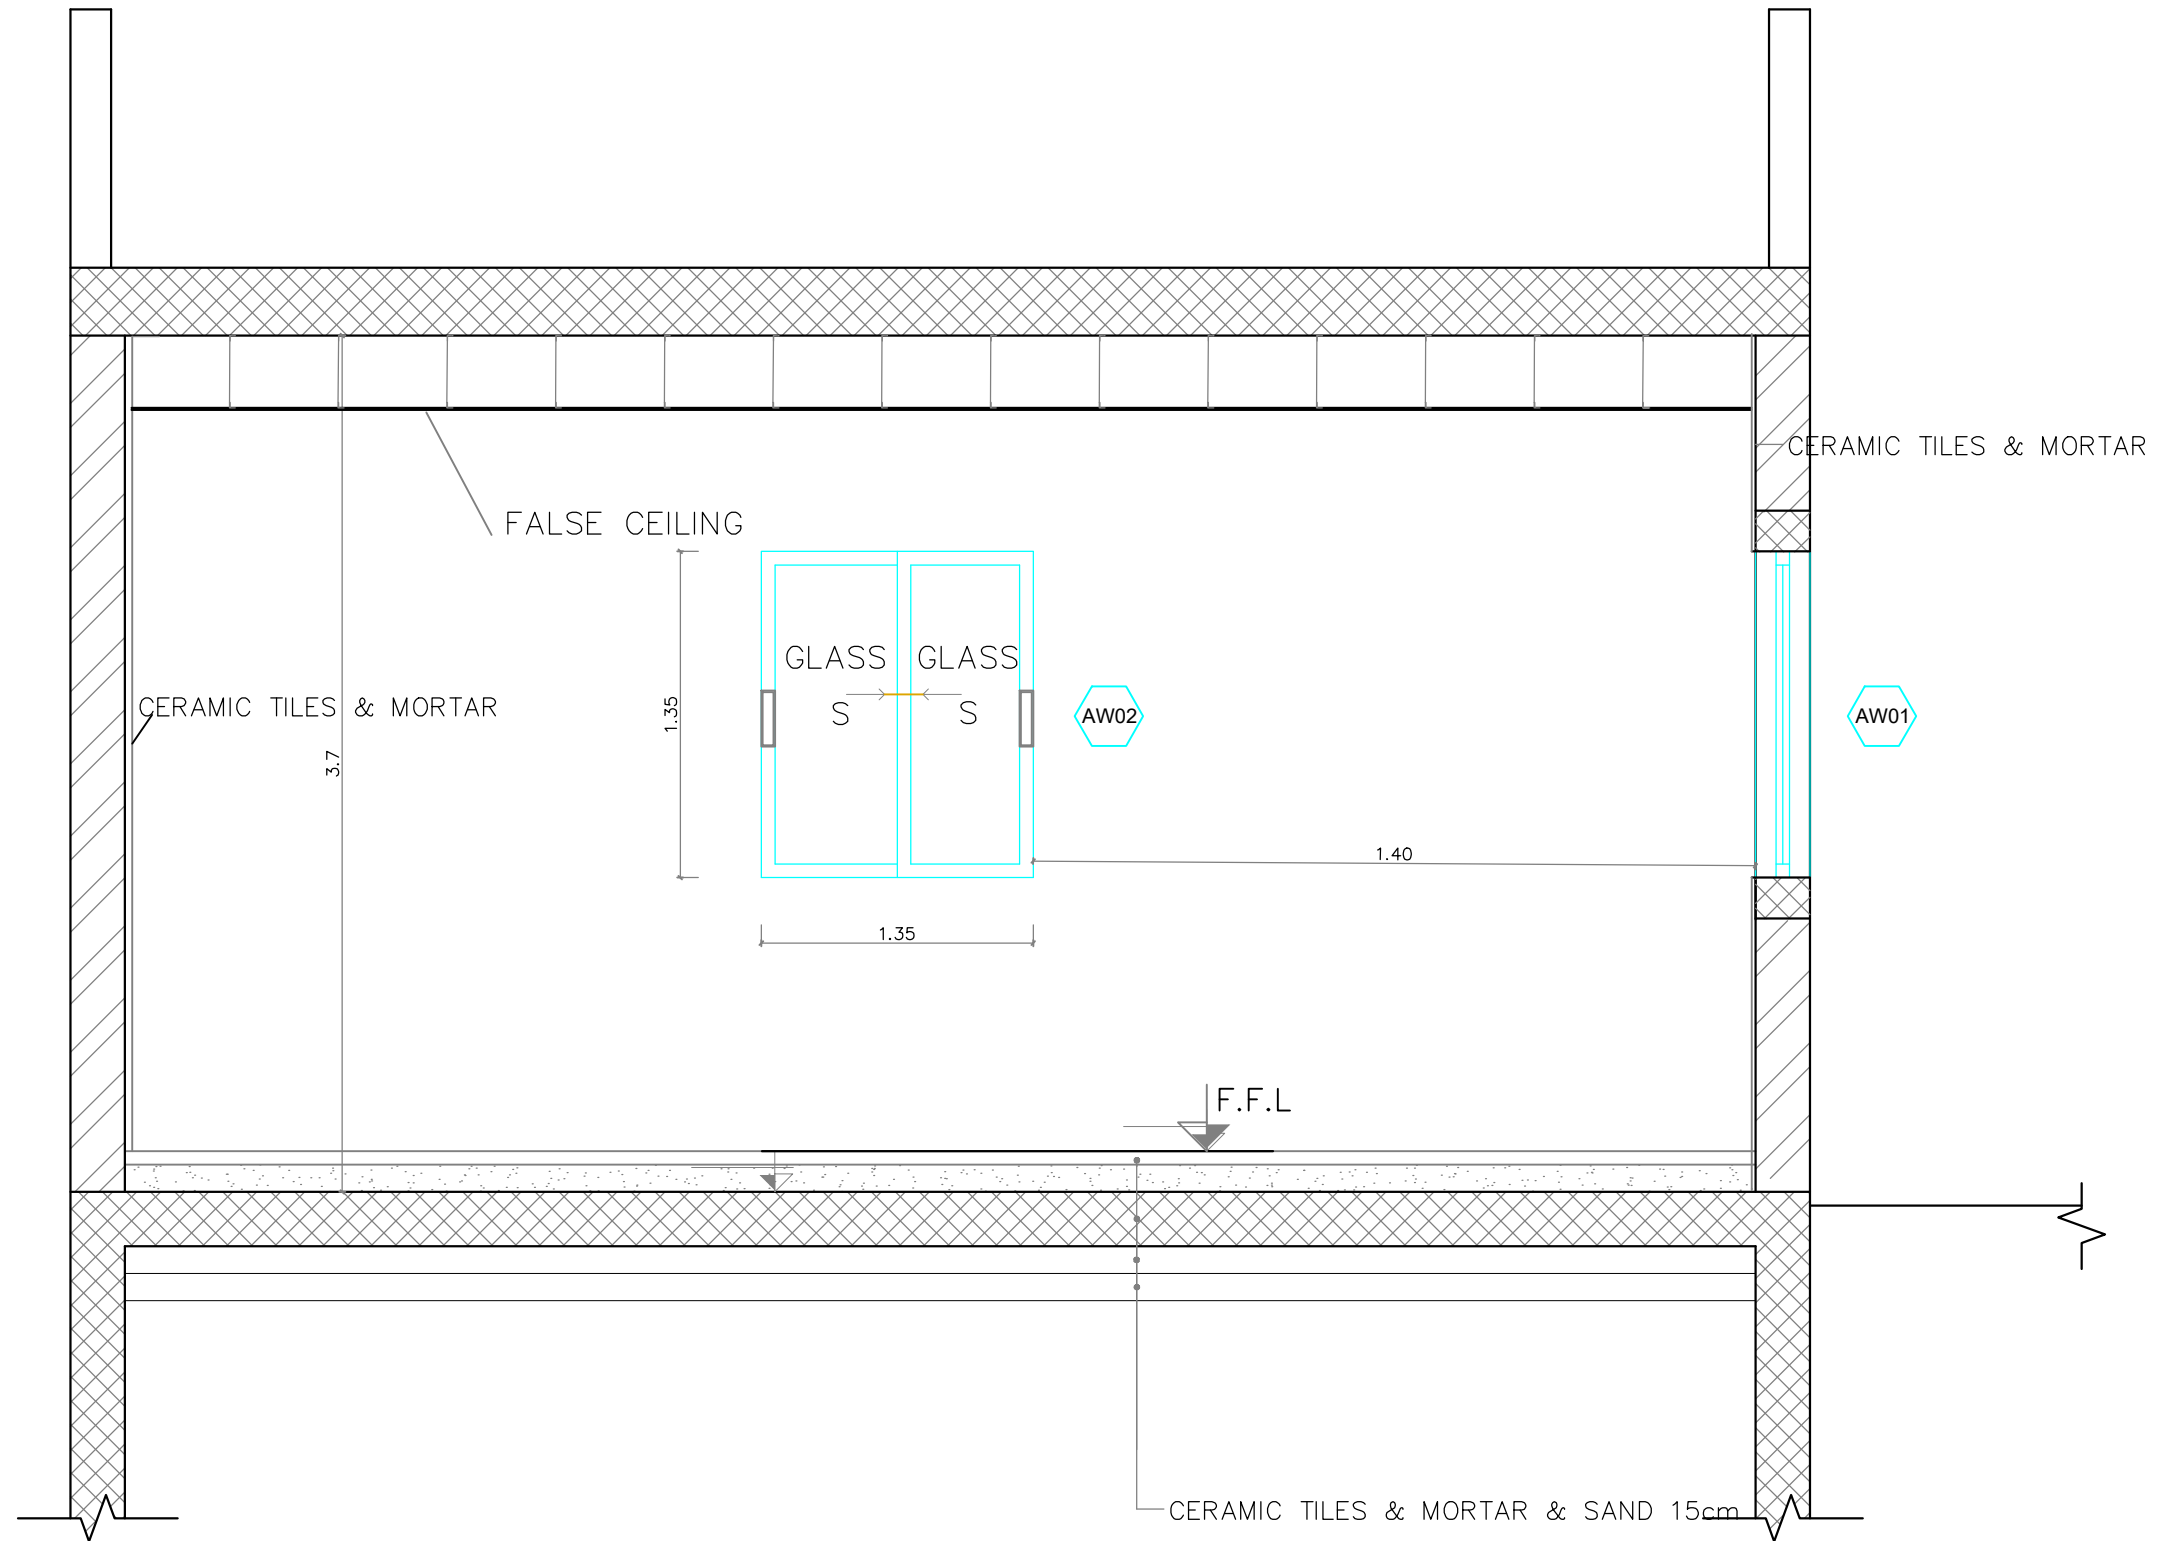 CERAMIC TILES & MORTAR
FALSE CEILING
GLASS GLASS
S S
1.35
CERAMIC TILES & MORTAR
AW02
AW01
3.7
1.40
1.35
F.F.L
CERAMIC TILES & MORTAR & SAND 15cm